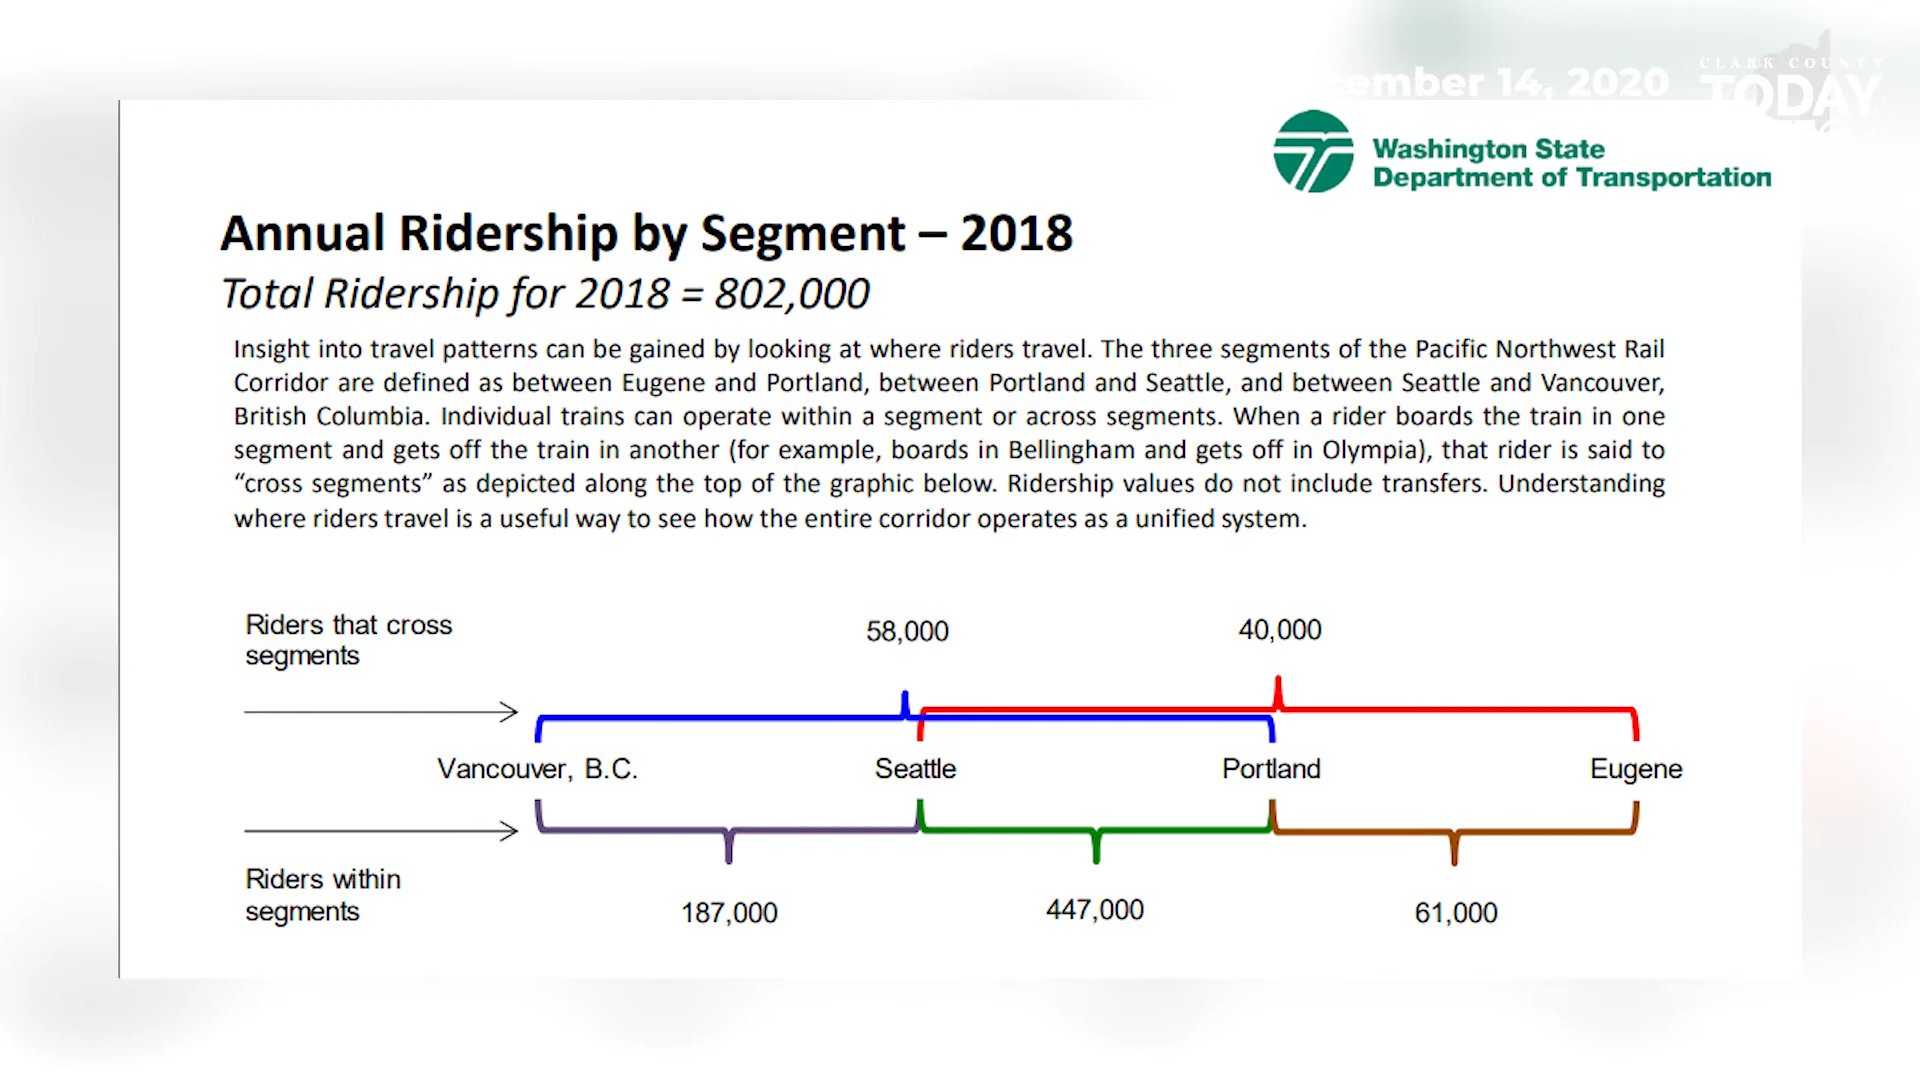 14, 2020
CLARK COUNTY
TODAY
Washington State
Department of Transportation
Annual Ridership by Segment – 2018
Total Ridership for 2018 = 802,000
Insight into travel patterns can be gained by looking at where riders travel. The three segments of the Pacific Northwest Rail
Corridor are defined as between Eugene and Portland, between Portland and Seattle, and between Seattle and Vancouver,
British Columbia. Individual trains can operate within a segment or across segments. When a rider boards the train in one
segment and gets off the train in another (for example, boards in Bellingham and gets off in Olympia), that rider is said to
“cross segments” as depicted along the top of the graphic below. Ridership values do not include transfers. Understanding
where riders travel is a useful way to see how the entire corridor operates as a unified system.
Riders that cross
segments
58,000
40,000
Vancouver, B.C.
Seattle
Portland
Eugene
Riders within
segments
187,000
447,000
61,000